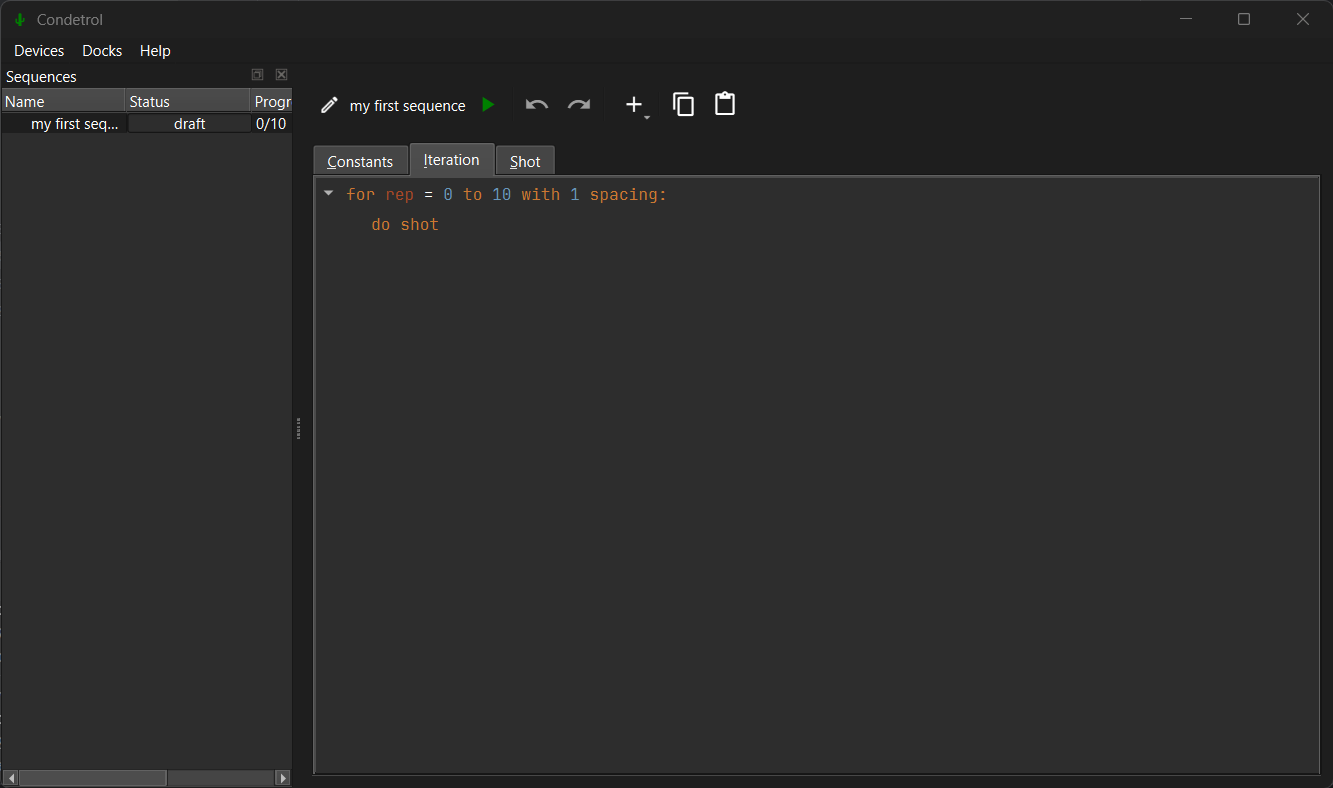 Condetrol
Devices Docks Help
Sequences
Name Status Progr
my first seq... draft 0/10
my first sequence
Constants Iteration Shot
for rep = 0 to 10 with 1 spacing:
do shot